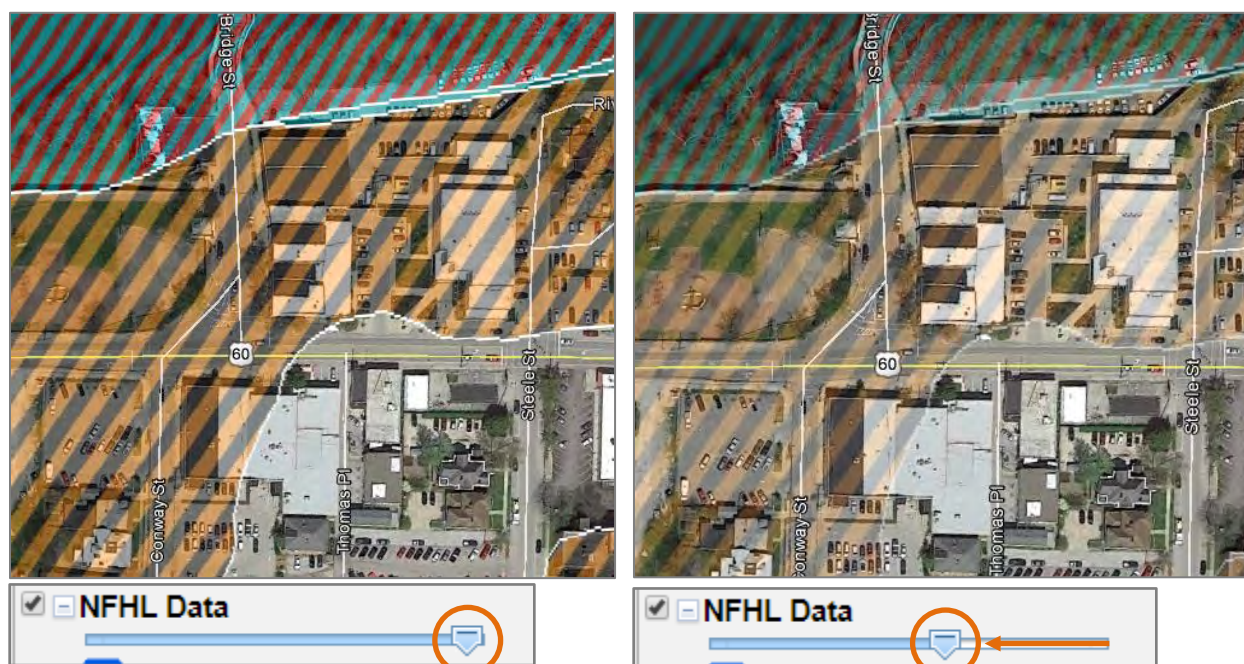 Bridge St
Riv
60
Steele St
Conway St
Thomas Pl
NFHL Data
Bridge St
60
Steele St
onway St
Thomas Pl
NFHL Data